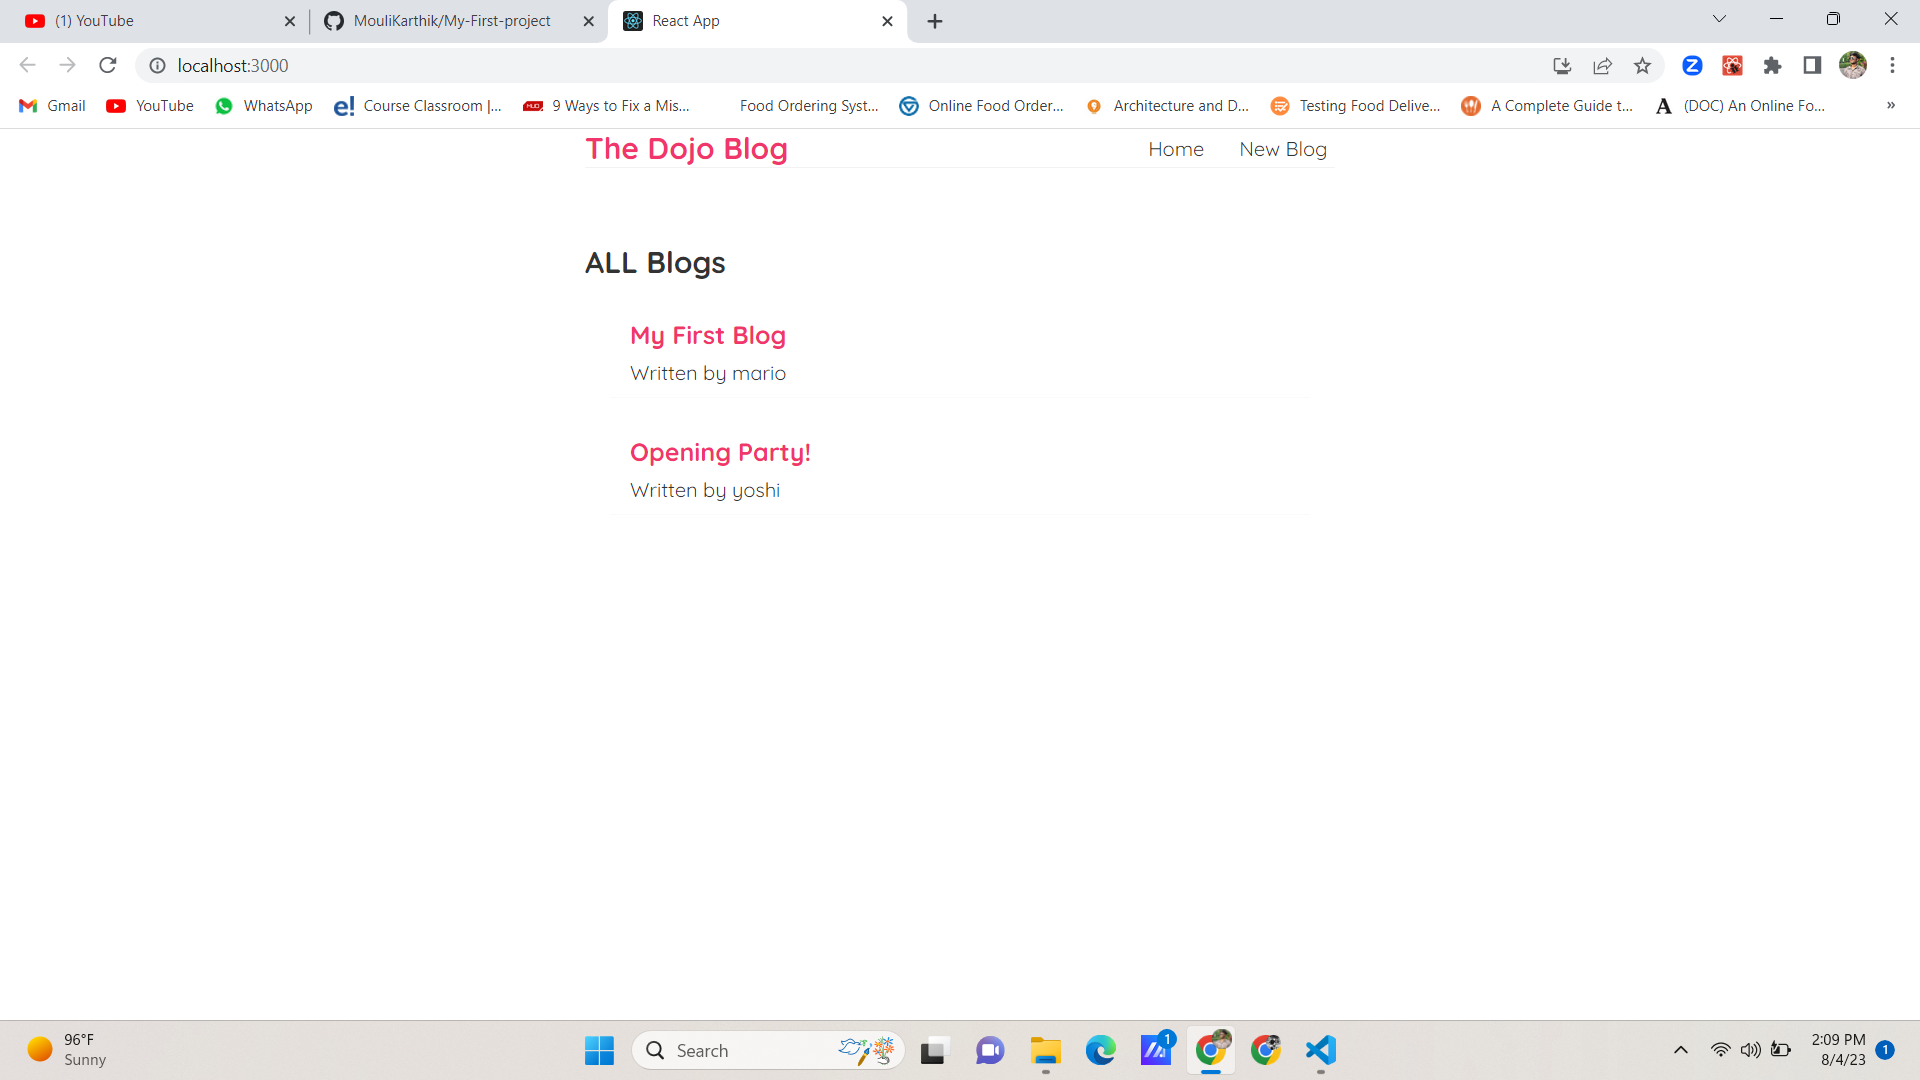 (1) YouTube
MouliKarthik/My-First-project
React App
localhost:3000
Gmail
YouTube
WhatsApp
e! Course Classroom |...
MUO 9 Ways to Fix a Mis...
Food Ordering Syst...
Online Food Order...
Architecture and D...
Testing Food Delive...
A Complete Guide t...
A (DOC) An Online Fo...
»
The Dojo Blog
Home
New Blog
ALL Blogs
My First Blog
Written by mario
Opening Party!
Written by yoshi
96°F
Sunny
Search
1
2:09 PM
8/4/23
1